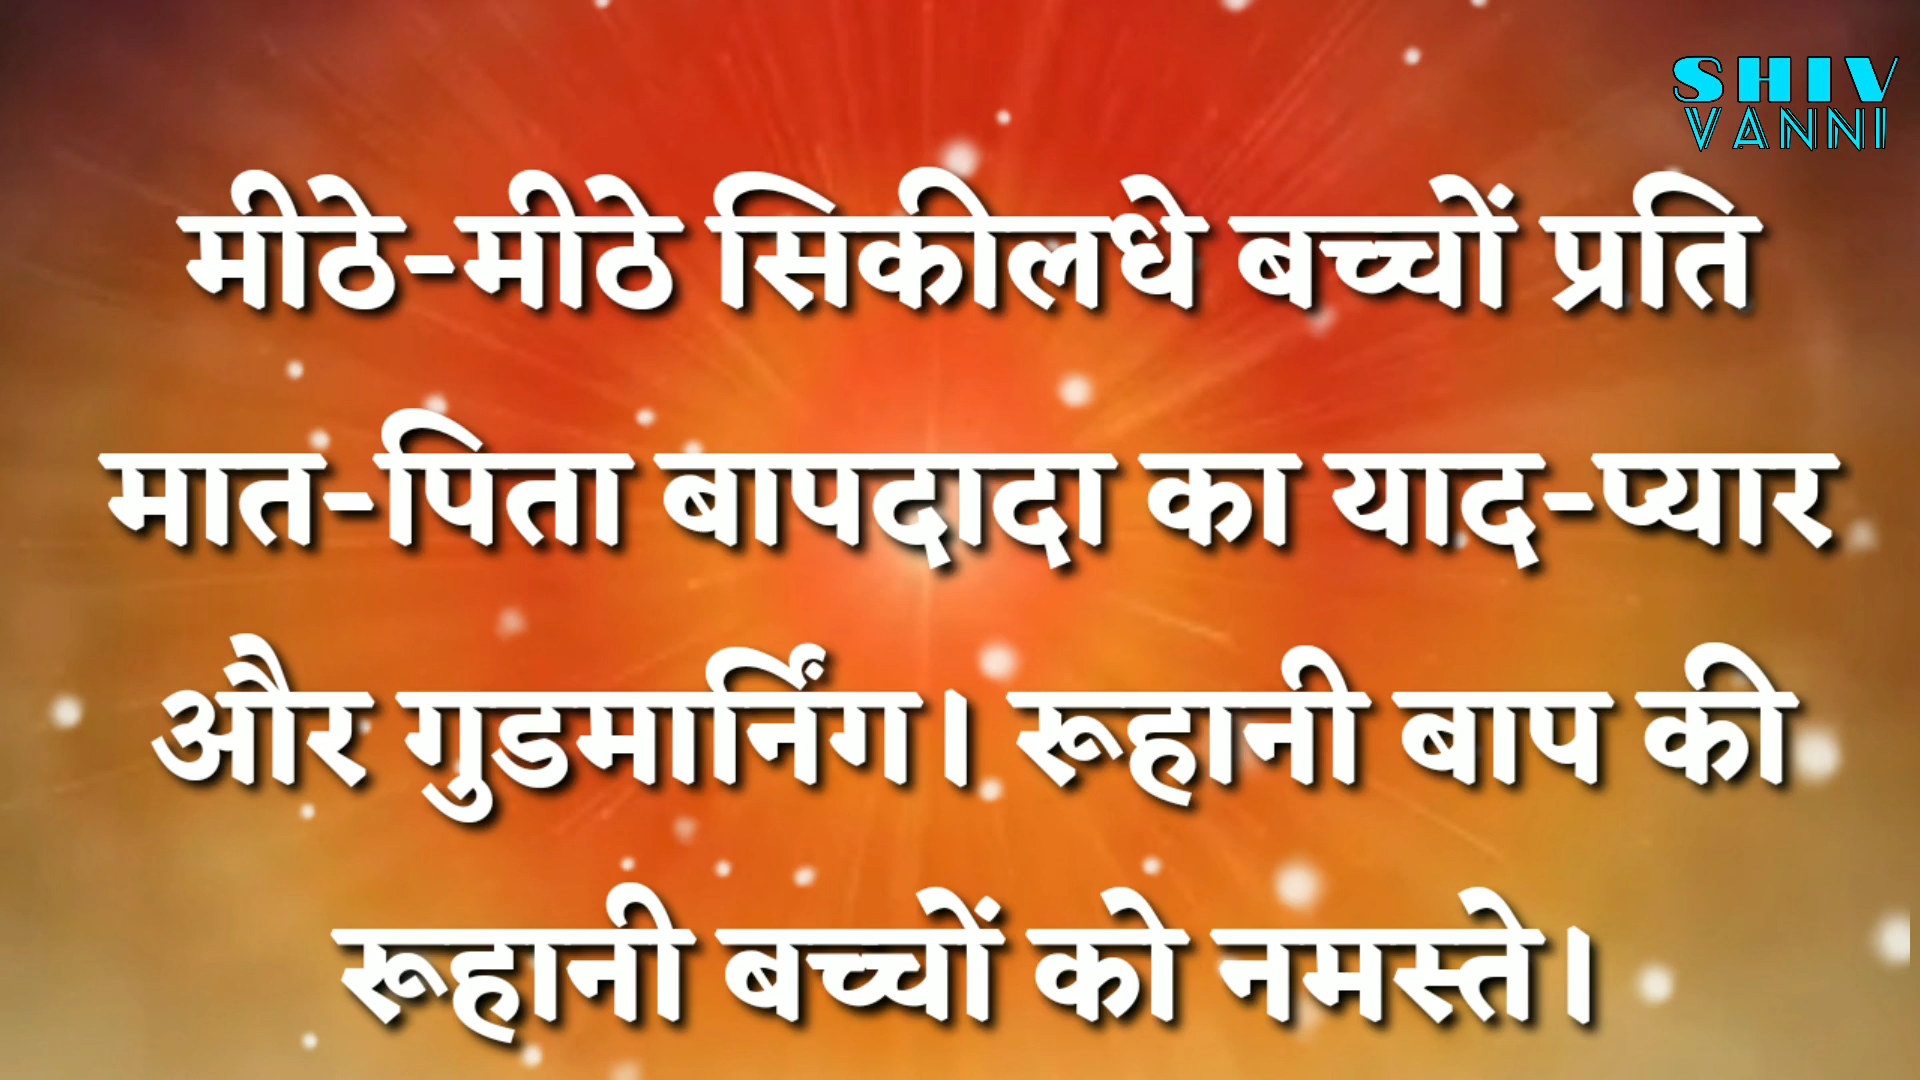 SHIV
VANNI
मीठे-मीठे सिकीलधे बच्चों प्रति
मात-पिता बापदादा का याद-प्यार
और गुडमार्निंग। रूहानी बाप की
रूहानी बच्चों को नमस्ते।